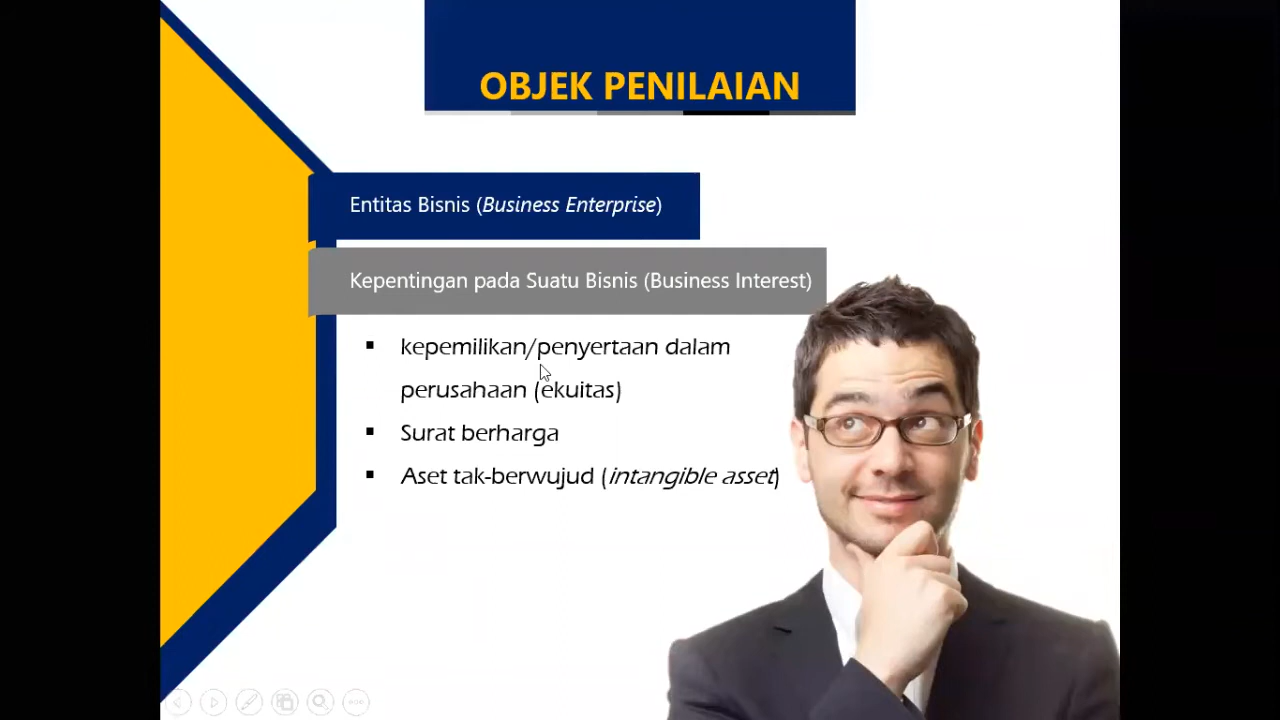 OBJEK PENILAIAN
Entitas Bisnis (Business Enterprise)
Kepentingan pada Suatu Bisnis (Business Interest)
▪ kepemilikan/penyertaan dalam
perusahaan (ekuitas)
▪ Surat berharga
▪ Aset tak-berwujud (intangible asset)